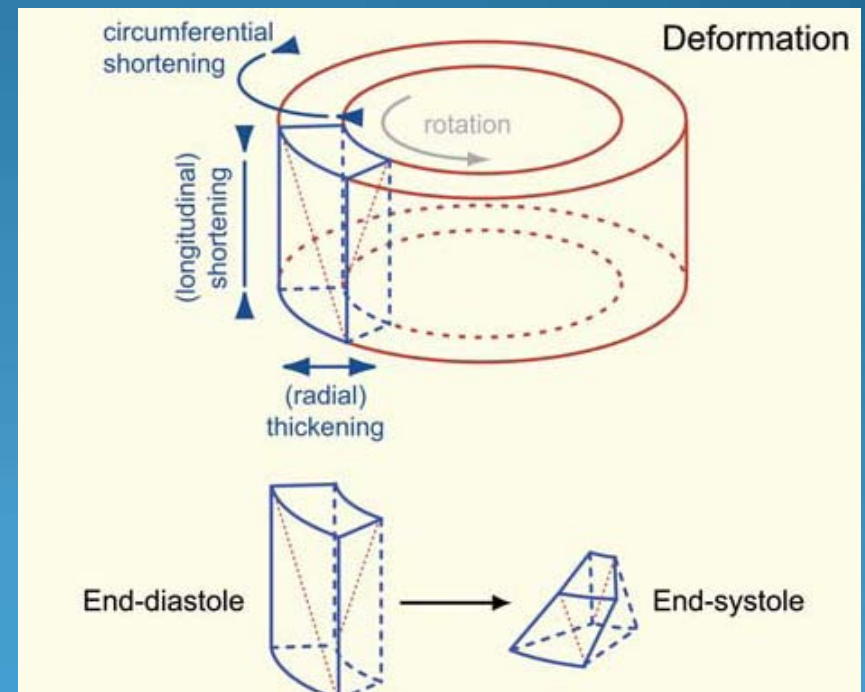 circumferential
shortening
Deformation
rotation
(longitudinal)
shortening
(radial)
thickening
End-diastole
End-systole